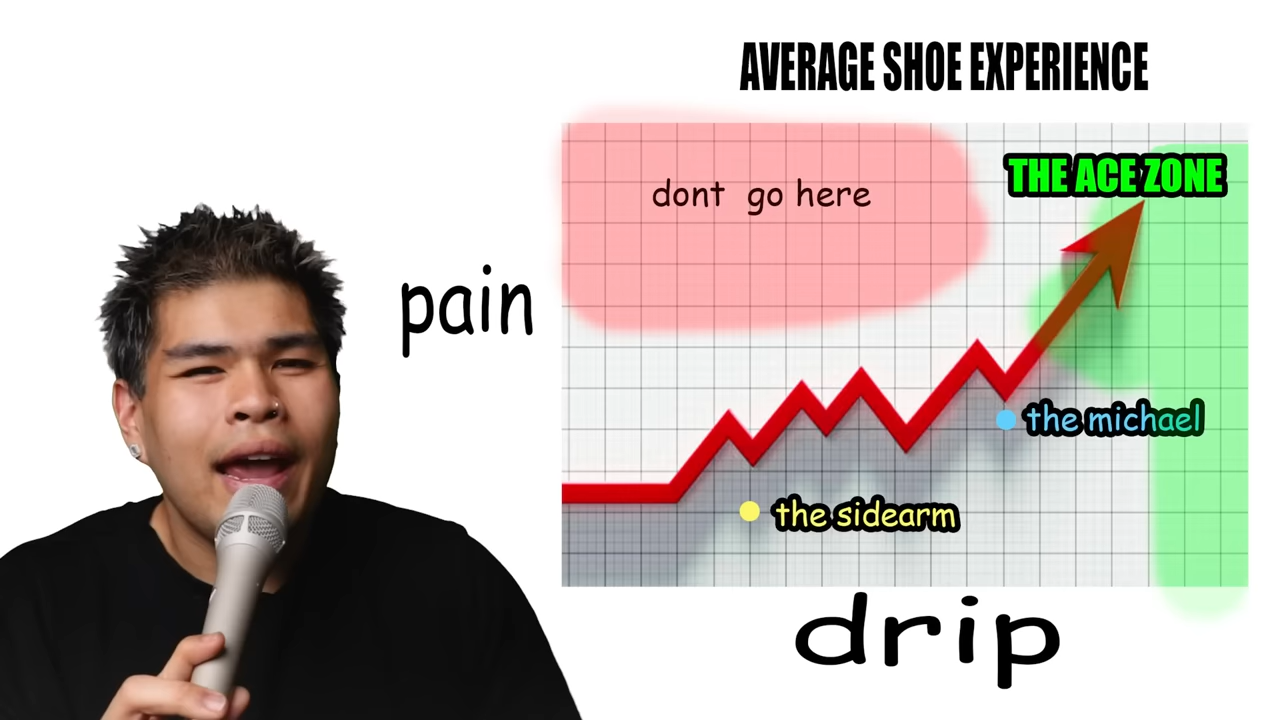 AVERAGE SHOE EXPERIENCE
THE ACE ZONE
dont go here
pain
the michael
the sidearm
drip